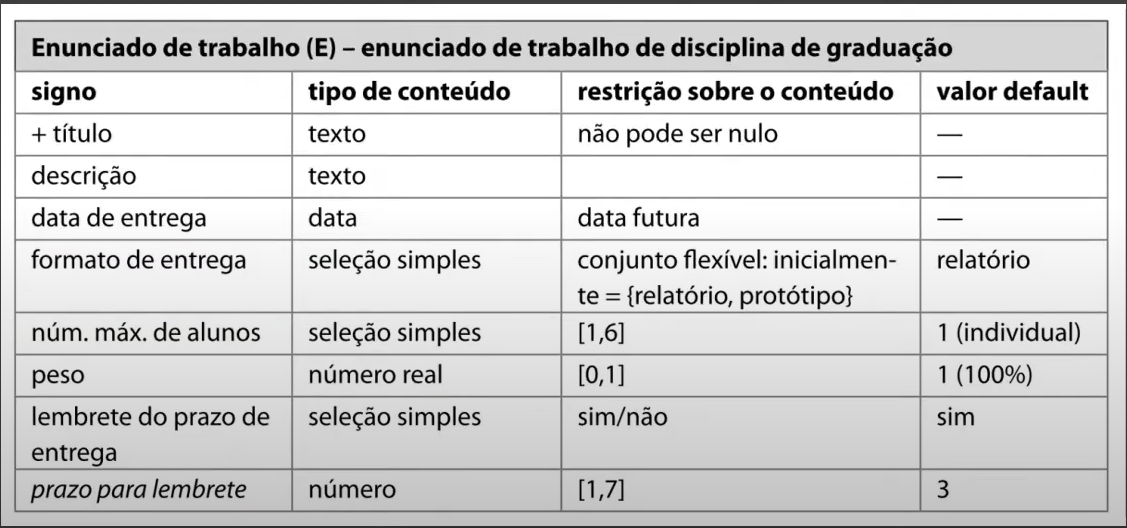 Enunciado de trabalho (E) – enunciado de trabalho de disciplina de graduação
signo tipo de conteúdo restrição sobre o conteúdo valor default
+ título texto não pode ser nulo —
descrição texto —
data de entrega data data futura —
formato de entrega seleção simples conjunto flexível: inicialmen- relatório
te = {relatório, protótipo}
núm. máx. de alunos seleção simples [1,6] 1 (individual)
peso número real [0,1] 1 (100%)
lembrete do prazo de seleção simples sim/não sim
entrega
prazo para lembrete número [1,7] 3